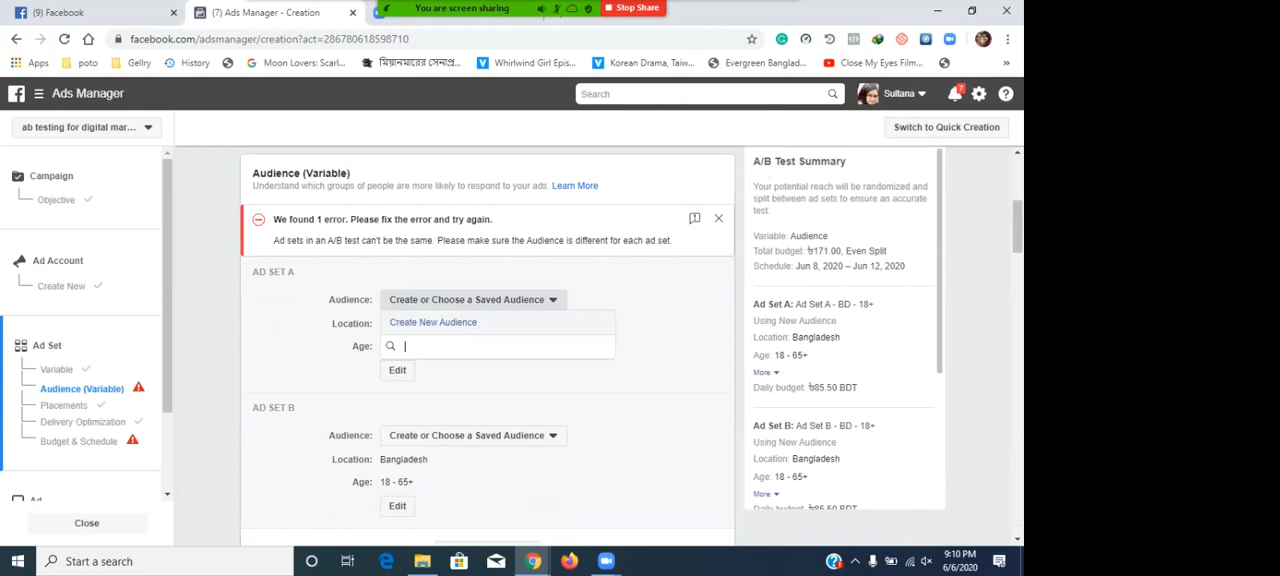 (9) Facebook
(7) Ads Manager - Creation
You are screen sharing
Stop Share
facebook.com/adsmanager/creation?act=286780618598710
Apps
poto
Gellry
History
Moon Lovers: Scarl...
মিয়ানমারের সেনাপ্র...
Whirlwind Girl Epis...
Korean Drama, Taiw...
Evergreen Banglad...
Close My Eyes Film...
Ads Manager
Search
Sultana
7
ab testing for digital mar...
Switch to Quick Creation
Campaign
Objective
Ad Account
Create New
Ad Set
Variable
Audience (Variable)
Placements
Delivery Optimization
Budget & Schedule
Ad
Close
Audience (Variable)
Understand which groups of people are more likely to respond to your ads. Learn More
We found 1 error. Please fix the error and try again.
Ad sets in an A/B test can't be the same. Please make sure the Audience is different for each ad set.
AD SET A
Audience: Create or Choose a Saved Audience
Location: Create New Audience
Age:
Edit
AD SET B
Audience: Create or Choose a Saved Audience
Location: Bangladesh
Age: 18 - 65+
Edit
A/B Test Summary
Your potential reach will be randomized and
split between ad sets to ensure an accurate
test.
Variable: Audience
Total budget: ৳171.00, Even Split
Schedule: Jun 8, 2020 – Jun 12, 2020
Ad Set A: Ad Set A - BD - 18+
Using New Audience
Location: Bangladesh
Age: 18 - 65+
More
Daily budget: ৳85.50 BDT
Ad Set B: Ad Set B - BD - 18+
Using New Audience
Location: Bangladesh
Age: 18 - 65+
More
Daily budget: ৳85.50 BDT
Start a search
9:10 PM
6/6/2020